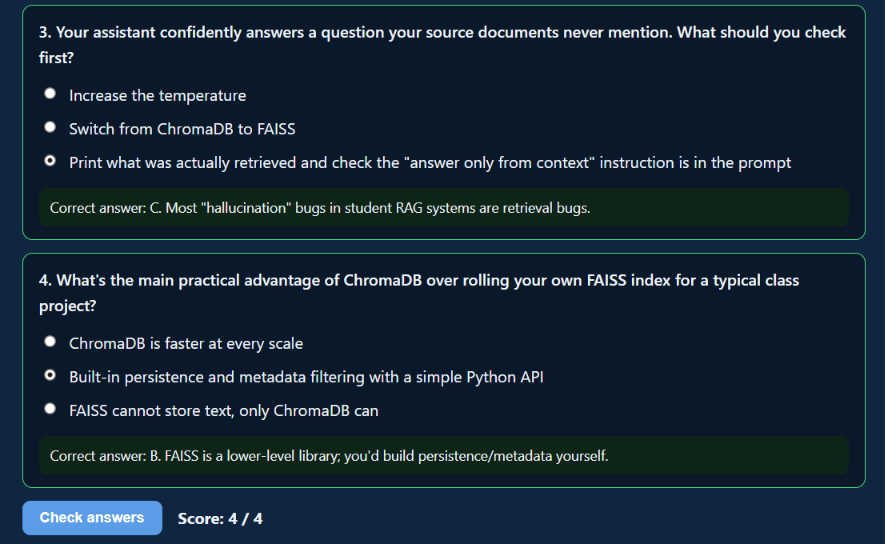 3. Your assistant confidently answers a question your source documents never mention. What should you check
first?
Increase the temperature
Switch from ChromaDB to FAISS
Print what was actually retrieved and check the "answer only from context" instruction is in the prompt
Correct answer: C. Most "hallucination" bugs in student RAG systems are retrieval bugs.
4. What's the main practical advantage of ChromaDB over rolling your own FAISS index for a typical class
project?
ChromaDB is faster at every scale
Built-in persistence and metadata filtering with a simple Python API
FAISS cannot store text, only ChromaDB can
Correct answer: B. FAISS is a lower-level library; you'd build persistence/metadata yourself.
Check answers Score: 4 / 4